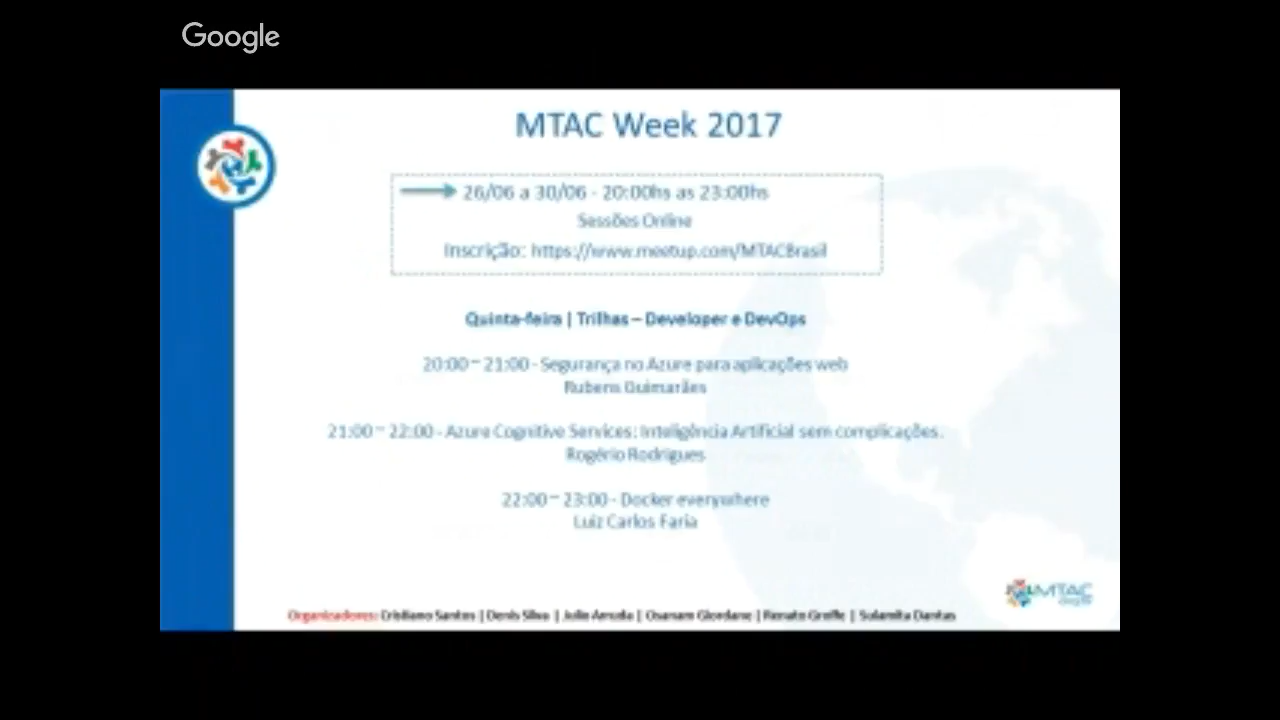 Google
MTAC Week 2017
26/06 a 30/06 - 20:00hs as 23:00hs
Sessões Online
Inscrição: https://www.meetup.com/MTACBrasil
Quinta-feira | Trilhas – Developer e DevOps
20:00 – 21:00 - Segurança no Azure para aplicações web
Rubens Guimarães
21:00 – 22:00 - Azure Cognitive Services: Inteligência Artificial sem complicações.
Rogério Rodrigues
22:00 – 23:00 - Docker everywhere
Luiz Carlos Faria
MTAC
Organizadores: Cristiano Santos | Denis Silva | Julio Arruda | Osanam Giordane | Renato Groffe | Sulamita Dantas